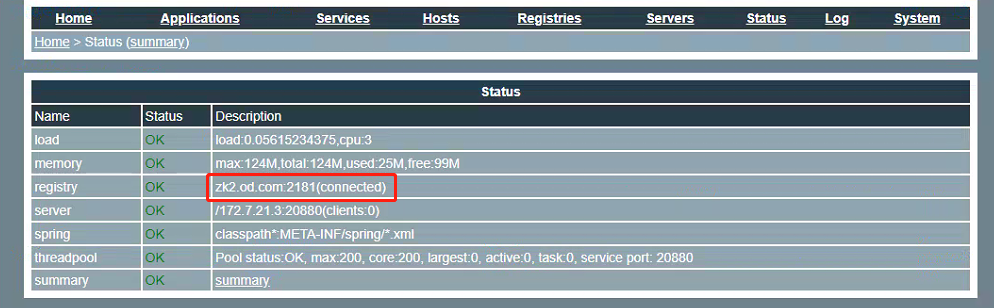 Home Applications Services Hosts Registries Servers Status Log System
Home > Status (summary)
Status
Name Status Description
load OK load:0.05615234375,cpu:3
memory OK max:124M,total:124M,used:25M,free:99M
registry OK zk2.od.com:2181(connected)
server OK /172.7.21.3:20880(clients:0)
spring OK classpath*:META-INF/spring/*.xml
threadpool OK Pool status:OK, max:200, core:200, largest:0, active:0, task:0, service port: 20880
summary OK summary